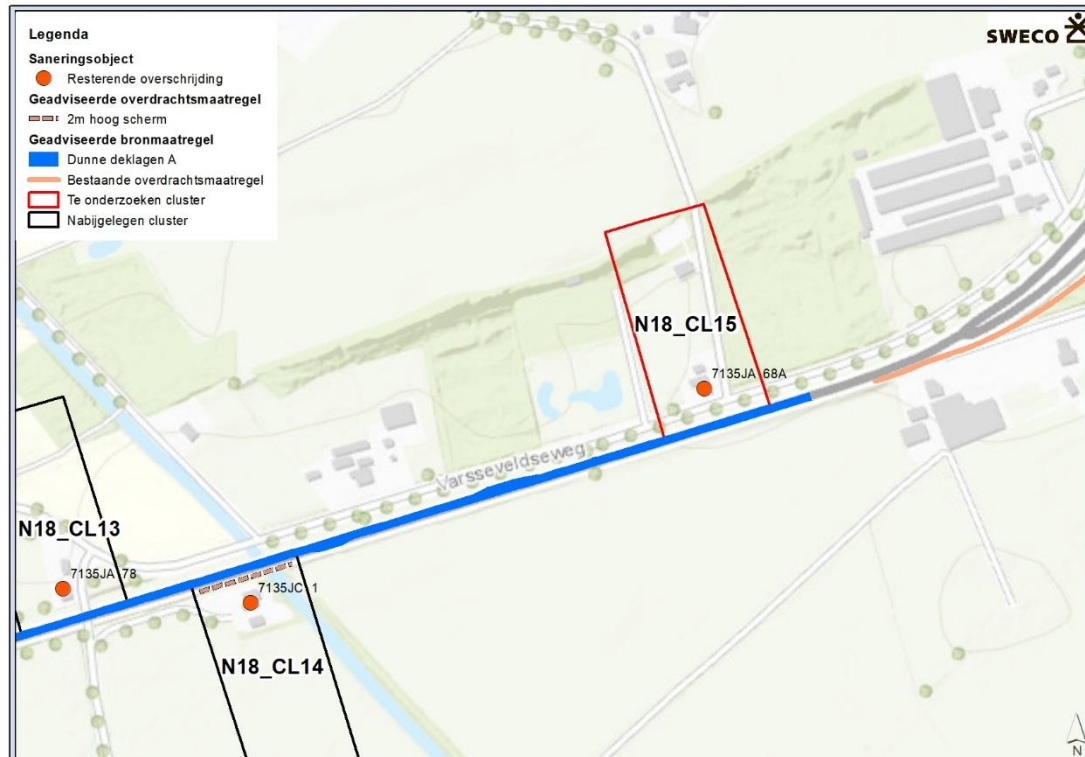 Legenda
Saneringsobject
Resterende overschrijding
Geadviseerde overdrachtsmaatregel
2m hoog scherm
Geadviseerde bronmaatregel
Dunne deklagen A
Bestaande overdrachtsmaatregel
Te onderzoeken cluster
Nabijgelegen cluster
SWECO
N18_CL15
7135JA 68A
Varsseveldseweg
N18_CL13
7135JA 78
7135JC 1
N18_CL14
N